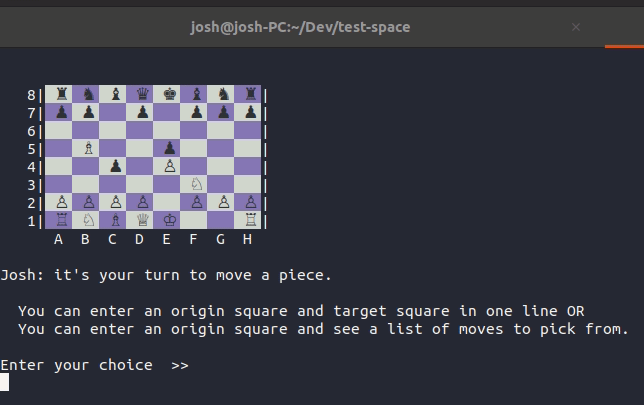 josh@josh-PC:~/Dev/test-space ×
8|♜♞♝♛♚♝♞♜|
7|♟♟ ♟ ♟♟♟|
6| |
5| ♗ ♟ |
4| ♟ ♙ |
3| ♘ |
2|♙♙♙♙ ♙♙♙|
1|♖♘♗♕♔ ♖|
A B C D E F G H
Josh: it's your turn to move a piece.
You can enter an origin square and target square in one line OR
You can enter an origin square and see a list of moves to pick from.
Enter your choice >>